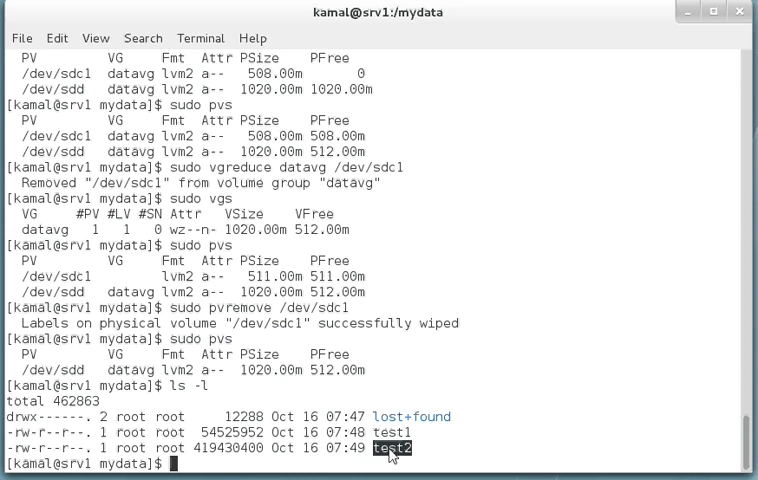 kamal@srv1:/mydata
File Edit View Search Terminal Help
PV VG Fmt Attr PSize PFree
/dev/sdc1 datavg lvm2 a-- 508.00m 0
/dev/sdd datavg lvm2 a-- 1020.00m 1020.00m
[kamal@srv1 mydata]$ sudo pvs
PV VG Fmt Attr PSize PFree
/dev/sdc1 datavg lvm2 a-- 508.00m 508.00m
/dev/sdd datavg lvm2 a-- 1020.00m 512.00m
[kamal@srv1 mydata]$ sudo vgreduce datavg /dev/sdc1
Removed "/dev/sdc1" from volume group "datavg"
[kamal@srv1 mydata]$ sudo vgs
VG #PV #LV #SN Attr VSize VFree
datavg 1 1 0 wz--n- 1020.00m 512.00m
[kamal@srv1 mydata]$ sudo pvs
PV VG Fmt Attr PSize PFree
/dev/sdc1 lvm2 a-- 511.00m 511.00m
/dev/sdd datavg lvm2 a-- 1020.00m 512.00m
[kamal@srv1 mydata]$ sudo pvremove /dev/sdc1
Labels on physical volume "/dev/sdc1" successfully wiped
[kamal@srv1 mydata]$ sudo pvs
PV VG Fmt Attr PSize PFree
/dev/sdd datavg lvm2 a-- 1020.00m 512.00m
[kamal@srv1 mydata]$ ls -l
total 462863
drwx------. 2 root root 12288 Oct 16 07:47 lost+found
-rw-r--r--. 1 root root 54525952 Oct 16 07:48 test1
-rw-r--r--. 1 root root 419430400 Oct 16 07:49 test2
[kamal@srv1 mydata]$